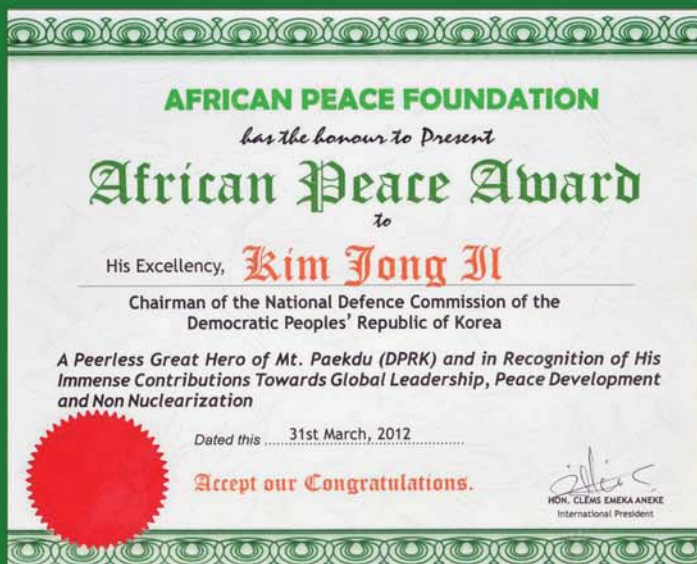 AFRICAN PEACE FOUNDATION
has the honour to Present
African Peace Award
to
His Excellency, Kim Jong Il
Chairman of the National Defence Commission of the
Democratic Peoples' Republic of Korea
A Peerless Great Hero of Mt. Paekdu (DPRK) and in Recognition of His
Immense Contributions Towards Global Leadership, Peace Development
and Non Nuclearization
Dated this 31st March, 2012
Accept our Congratulations.
HON. CLEMS EMEKA ANEKE
International President